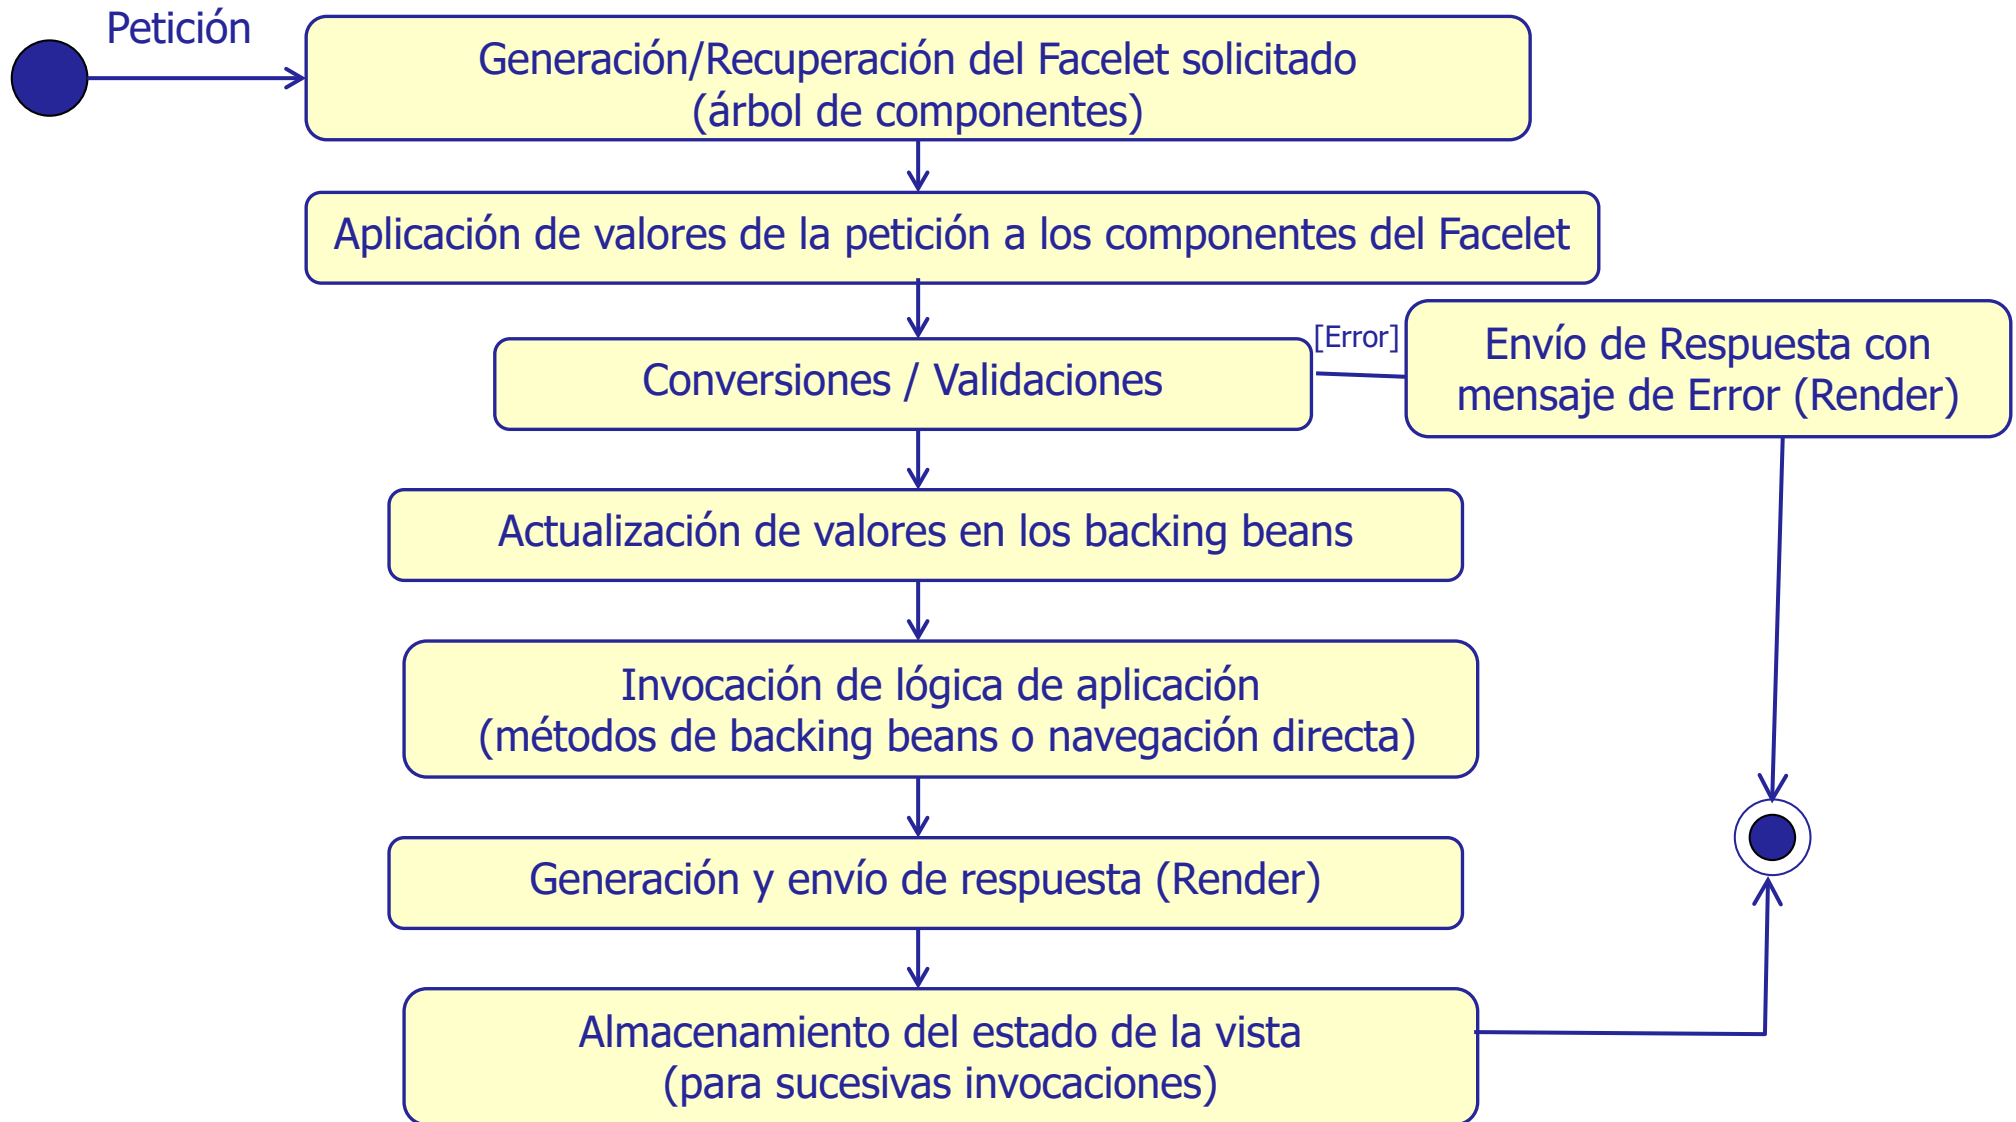 Petición
Generación/Recuperación del Facelet solicitado
(árbol de componentes)
Aplicación de valores de la petición a los componentes del Facelet
Conversiones / Validaciones
[Error]
Envío de Respuesta con
mensaje de Error (Render)
Actualización de valores en los backing beans
Invocación de lógica de aplicación
(métodos de backing beans o navegación directa)
Generación y envío de respuesta (Render)
Almacenamiento del estado de la vista
(para sucesivas invocaciones)